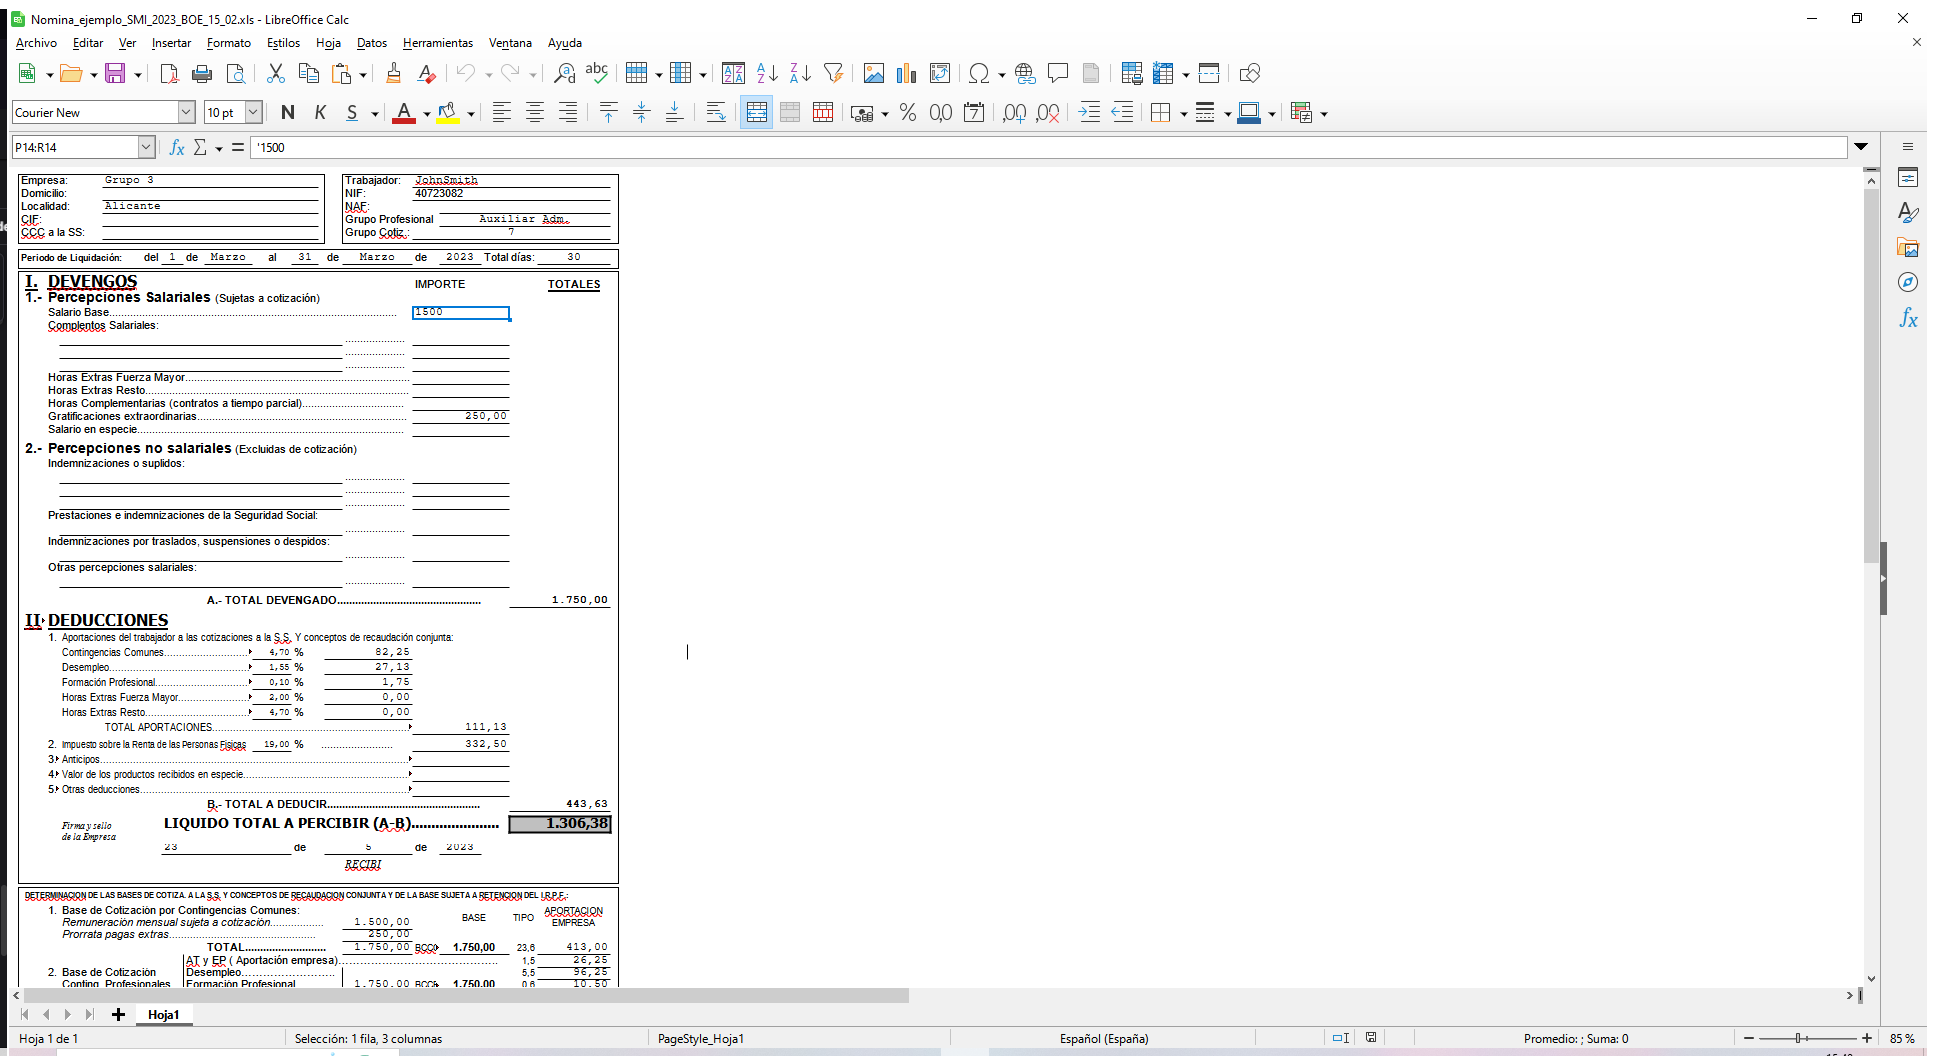 Nomina_ejemplo_SMI_2023_BOE_15_02.xls - LibreOffice Calc
Archivo Editar Ver Insertar Formato Estilos Hoja Datos Herramientas Ventana Ayuda
Courier New 10 pt N K S
P14:R14 '1500
Empresa: Grupo 3 Trabajador: JohnSmith
Domicilio: NIF: 40723082
Localidad: Alicante NAF:
CIF: Grupo Profesional Auxiliar Adm.
CCC a la SS: Grupo Cotiz.: 7
Periodo de Liquidación: del 1 de Marzo al 31 de Marzo de 2023 Total días: 30
I. DEVENGOS IMPORTE TOTALES
1.- Percepciones Salariales (Sujetas a cotización)
Salario Base 1500
Complentos Salariales:
Horas Extras Fuerza Mayor
Horas Extras Resto
Horas Complementarias (contratos a tiempo parcial)
Gratificaciones extraordinarias 250,00
Salario en especie
2.- Percepciones no salariales (Excluidas de cotización)
Indemnizaciones o suplidos:
Prestaciones e indemnizaciones de la Seguridad Social:
Indemnizaciones por traslados, suspensiones o despidos:
Otras percepciones salariales:
A.- TOTAL DEVENGADO 1.750,00
II DEDUCCIONES
1. Aportaciones del trabajador a las cotizaciones a la S.S. Y conceptos de recaudación conjunta:
Contingencias Comunes 4,70 % 82,25
Desempleo 1,55 % 27,13
Formación Profesional 0,10 % 1,75
Horas Extras Fuerza Mayor 2,00 % 0,00
Horas Extras Resto 4,70 % 0,00
TOTAL APORTACIONES 111,13
2. Impuesto sobre la Renta de las Personas Físicas 19,00 % 332,50
3 Anticipos
4 Valor de los productos recibidos en especie
5 Otras deducciones
B.- TOTAL A DEDUCIR 443,63
Firma y sello
de la Empresa
LIQUIDO TOTAL A PERCIBIR (A-B) 1.306,38
23 de 5 de 2023
RECIBI
DETERMINACION DE LAS BASES DE COTIZA. A LA S.S. Y CONCEPTOS DE RECAUDACION CONJUNTA Y DE LA BASE SUJETA A RETENCION DEL I.R.P.F.:
1. Base de Cotización por Contingencias Comunes: BASE TIPO APORTACION EMPRESA
Remuneración mensual sujeta a cotización 1.500,00
Prorrata pagas extras 250,00
TOTAL 1.750,00 BCC 1.750,00 23,6 413,00
AT y EP ( Aportación empresa) 1,5 26,25
2. Base de Cotización Desempleo 5,5 96,25
Conting. Profesionales Formación Profesional 1.750,00 BCC 1.750,00 0,6 10,50
Hoja1
Hoja 1 de 1 Selección: 1 fila, 3 columnas PageStyle_Hoja1 Español (España) Promedio: ; Suma: 0 85 %